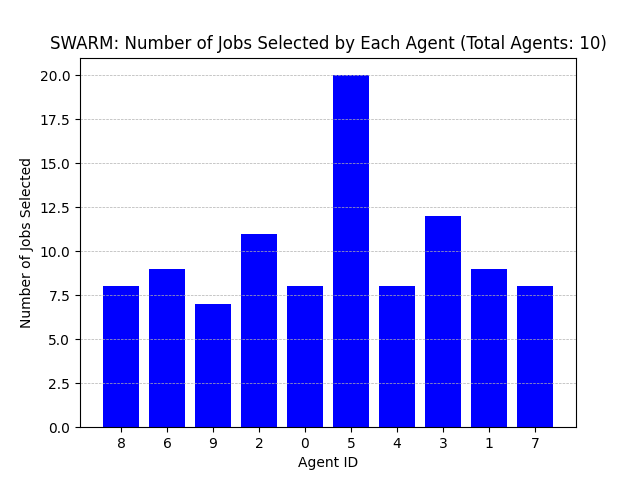 SWARM: Number of Jobs Selected by Each Agent (Total Agents: 10)
Number of Jobs Selected
20.0
17.5
15.0
12.5
10.0
7.5
5.0
2.5
0.0
8 6 9 2 0 5 4 3 1 7
Agent ID